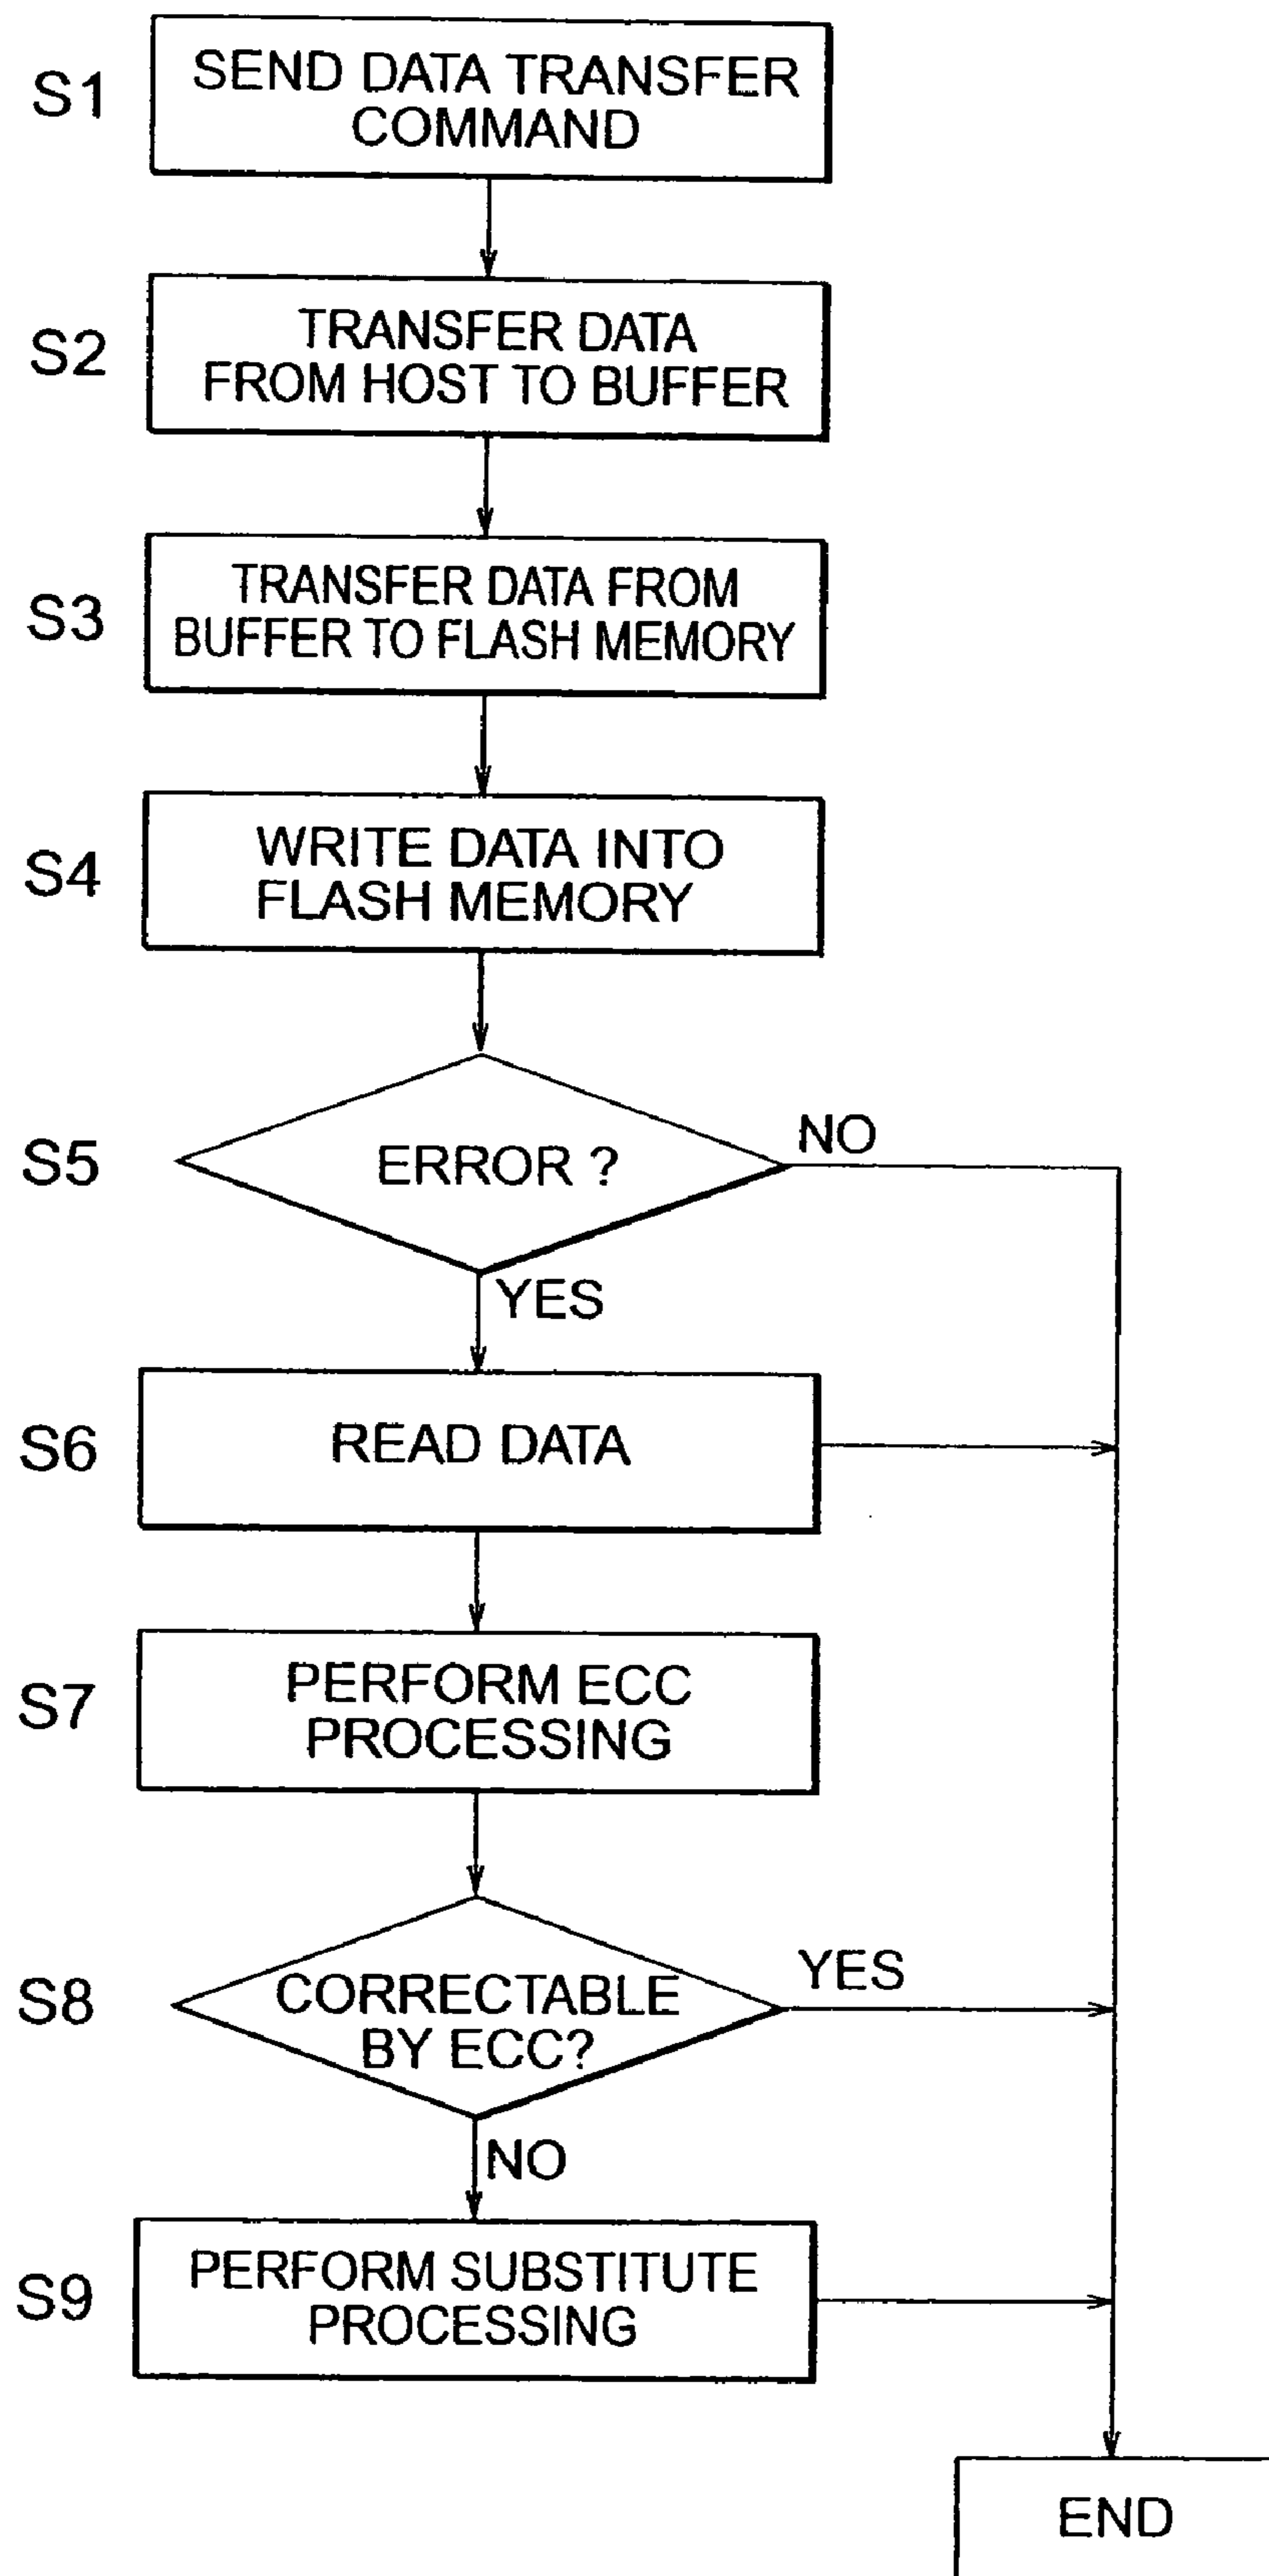 S1
SEND DATA TRANSFER
COMMAND
S2
TRANSFER DATA
FROM HOST TO BUFFER
S3
TRANSFER DATA FROM
BUFFER TO FLASH MEMORY
S4
WRITE DATA INTO
FLASH MEMORY
S5
ERROR ?
NO
YES
S6
READ DATA
S7
PERFORM ECC
PROCESSING
S8
CORRECTABLE
BY ECC?
YES
NO
S9
PERFORM SUBSTITUTE
PROCESSING
END